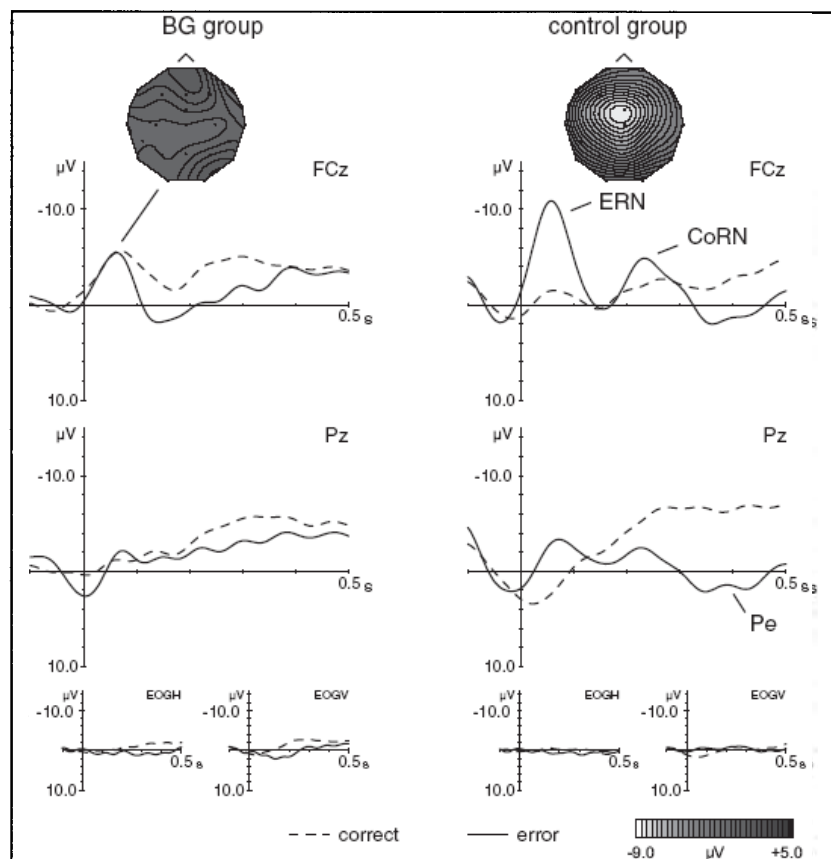 BG group control group
μV FCz μV FCz
-10.0 -10.0 ERN
CoRN
0.5 s 0.5 s
10.0 10.0
μV Pz μV Pz
-10.0 -10.0
0.5 s 0.5 s
Pe
10.0 10.0
μV EOGH μV EOGV μV EOGH μV EOGV
-10.0 -10.0 -10.0 -10.0
0.5 s 0.5 s 0.5 s 0.5 s
10.0 10.0 10.0 10.0
correct error
-9.0 μV +5.0